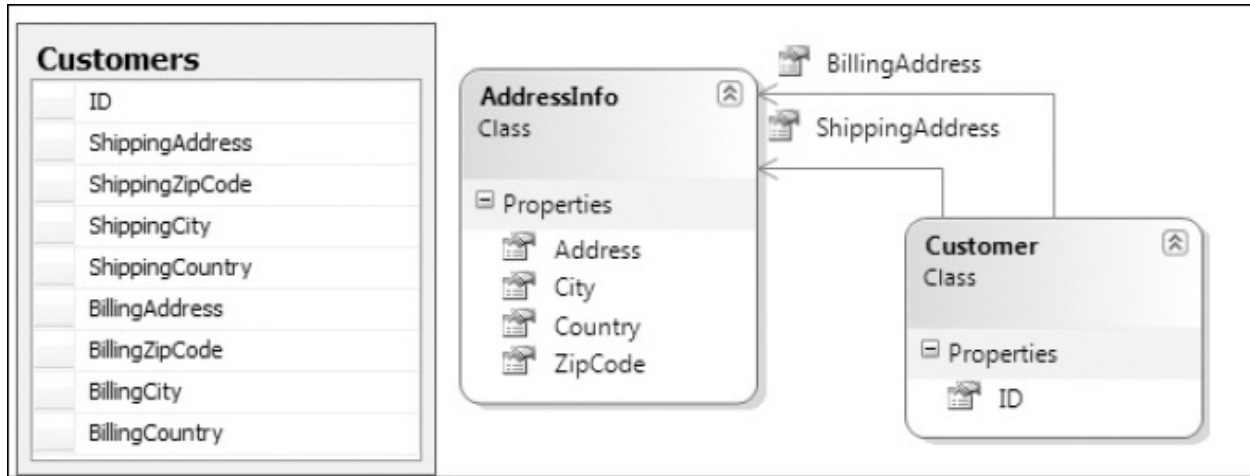 Customers
ID
ShippingAddress
ShippingZipCode
ShippingCity
ShippingCountry
BillingAddress
BillingZipCode
BillingCity
BillingCountry
AddressInfo
Class
Properties
Address
City
Country
ZipCode
BillingAddress
ShippingAddress
Customer
Class
Properties
ID